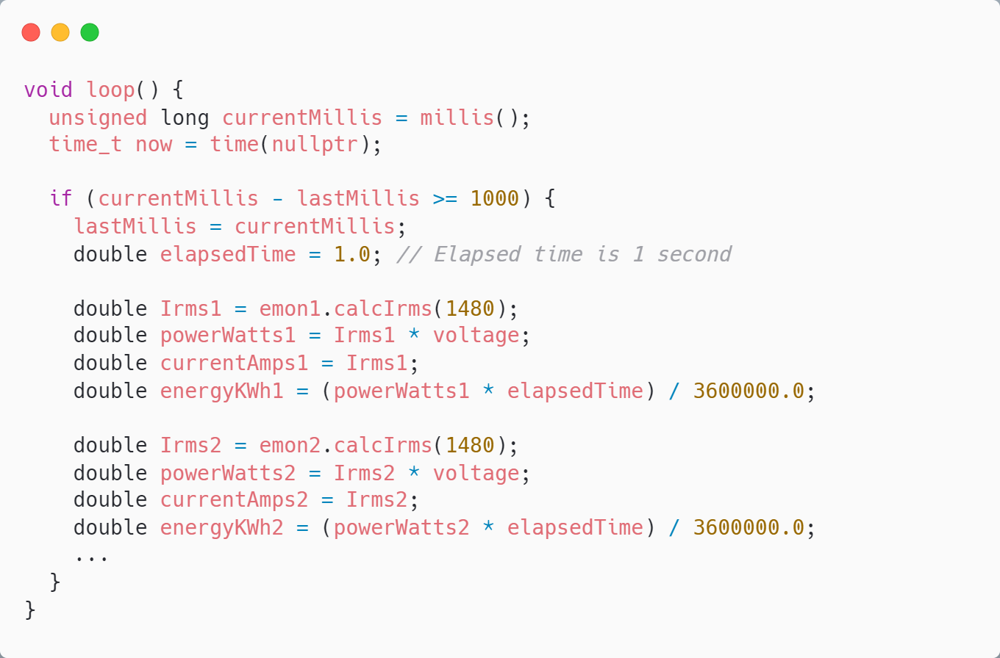 void loop() {
  unsigned long currentMillis = millis();
  time_t now = time(nullptr);

  if (currentMillis - lastMillis >= 1000) {
    lastMillis = currentMillis;
    double elapsedTime = 1.0; // Elapsed time is 1 second

    double Irms1 = emon1.calcIrms(1480);
    double powerWatts1 = Irms1 * voltage;
    double currentAmps1 = Irms1;
    double energyKWh1 = (powerWatts1 * elapsedTime) / 3600000.0;

    double Irms2 = emon2.calcIrms(1480);
    double powerWatts2 = Irms2 * voltage;
    double currentAmps2 = Irms2;
    double energyKWh2 = (powerWatts2 * elapsedTime) / 3600000.0;
    ...
  }
}